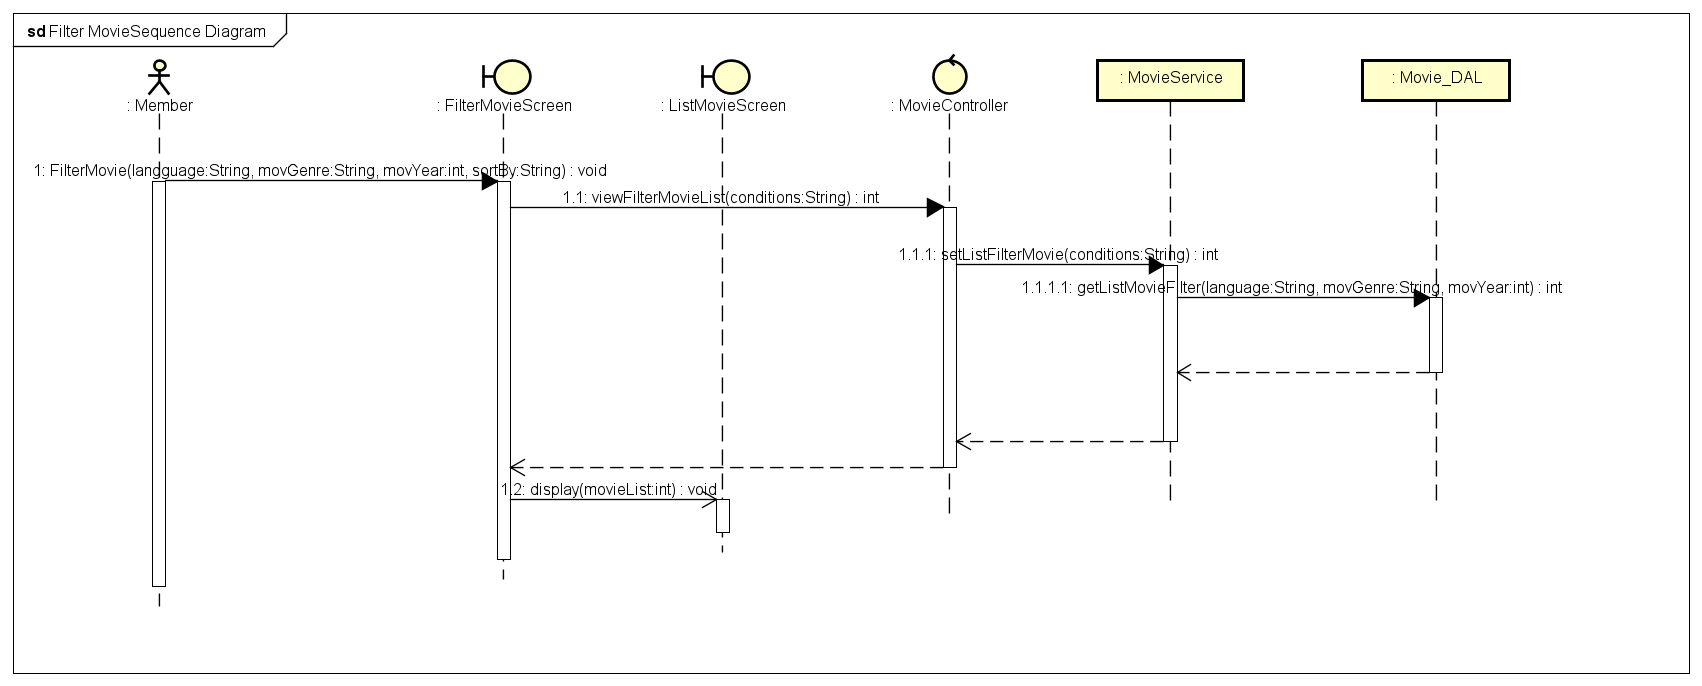 sd Filter MovieSequence Diagram
: Member
: FilterMovieScreen
: ListMovieScreen
: MovieController
: MovieService
: Movie_DAL
1: FilterMovie(langguage:String, movGenre:String, movYear:int, sortBy:String) : void
1.1: viewFilterMovieList(conditions:String) : int
1.1.1: setListFilterMovie(conditions:String) : int
1.1.1.1: getListMovieFilter(language:String, movGenre:String, movYear:int) : int
1.2: display(movieList:int) : void